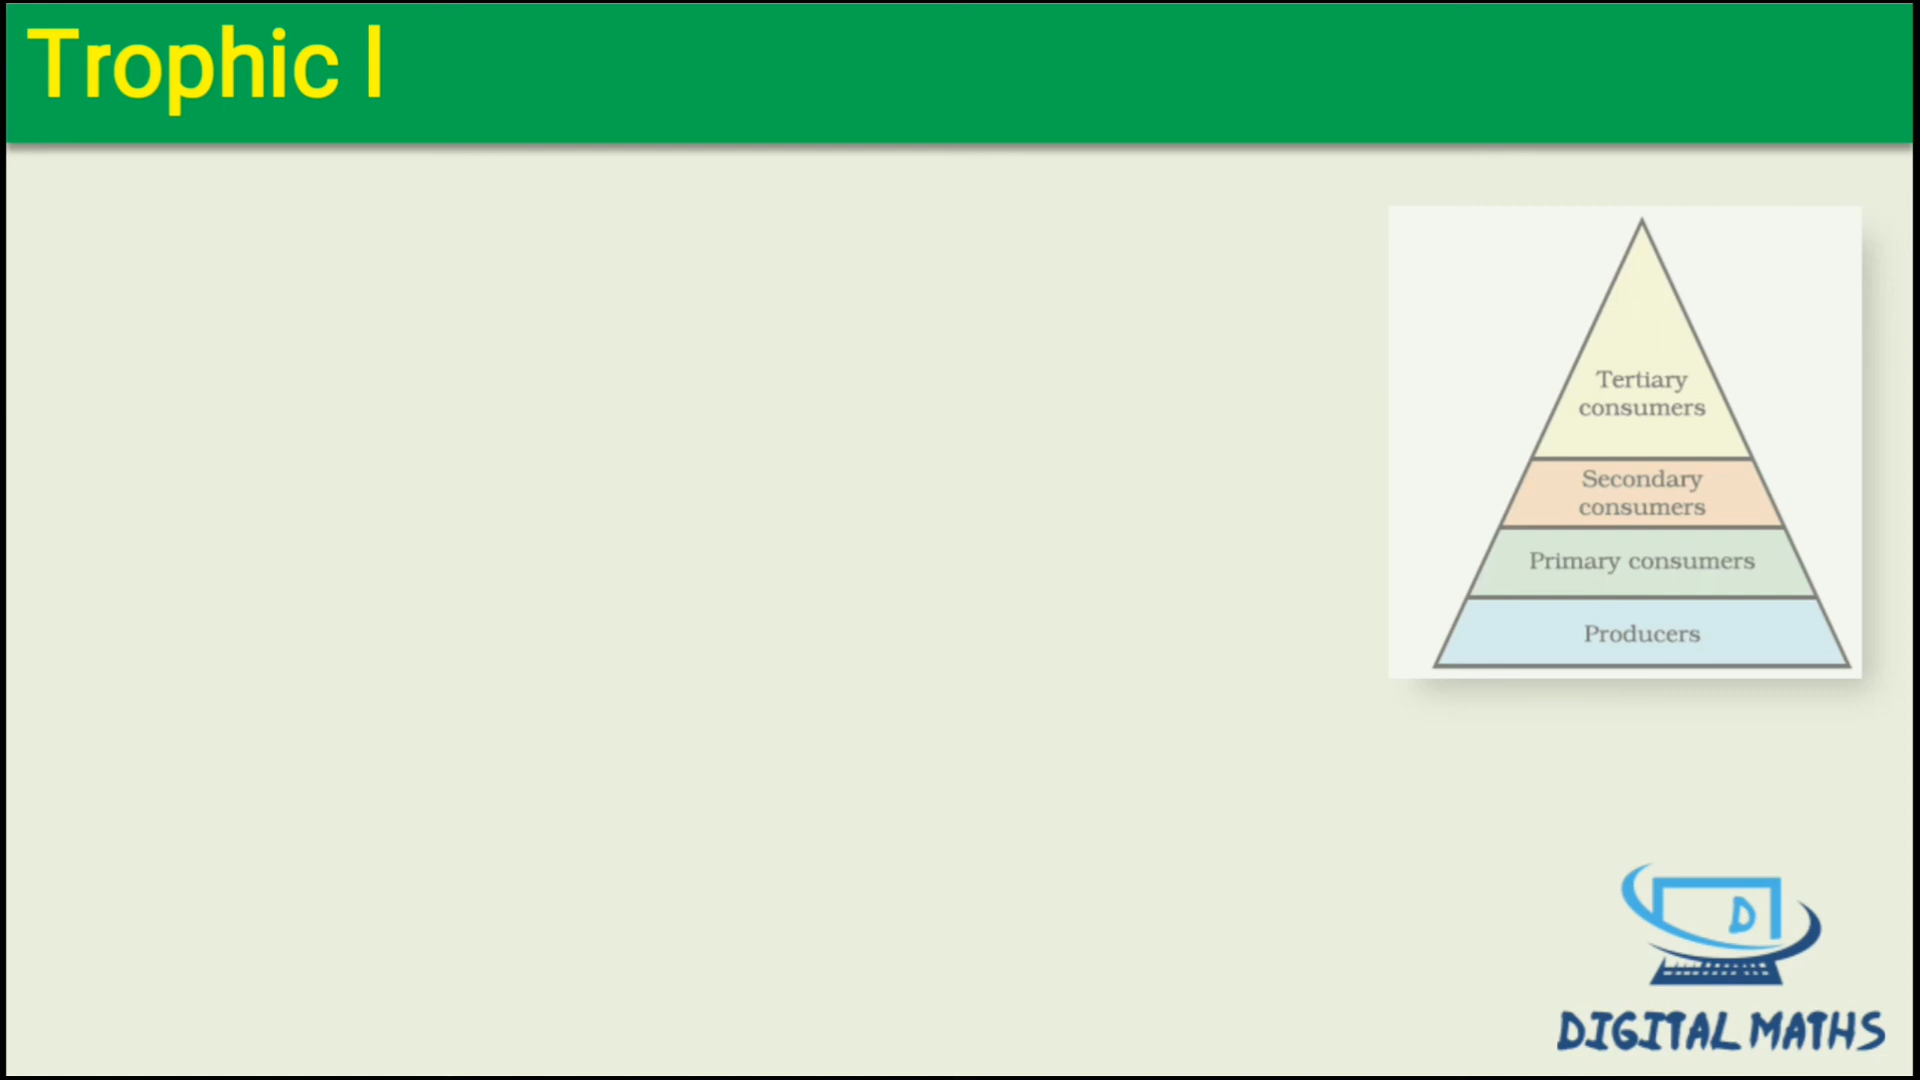 Trophic l
Tertiary
consumers
Secondary
consumers
Primary consumers
Producers
D
DIGITAL MATHS